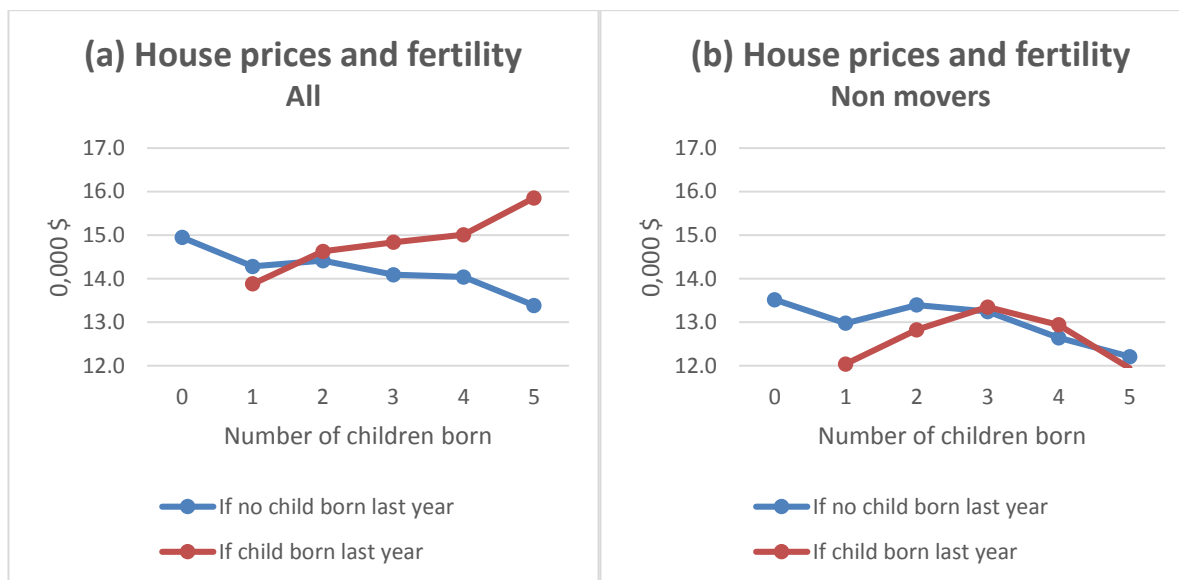 (a) House prices and fertility
All
17.0
16.0
15.0
14.0
13.0
12.0
0,000 $
0 1 2 3 4 5
Number of children born
If no child born last year
If child born last year
(b) House prices and fertility
Non movers
17.0
16.0
15.0
14.0
13.0
12.0
0,000 $
0 1 2 3 4 5
Number of children born
If no child born last year
If child born last year